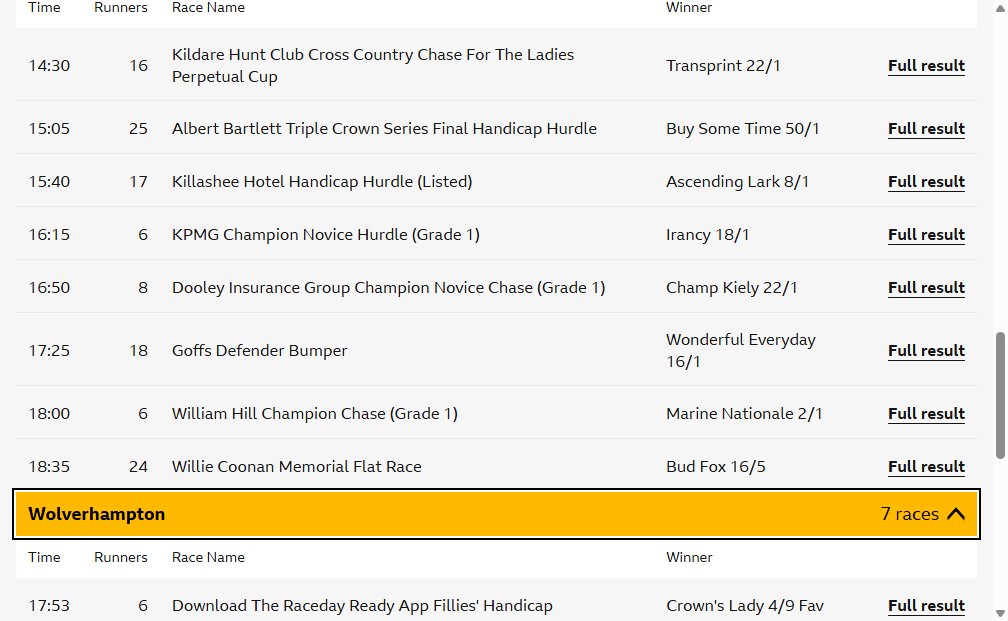 Time Runners Race Name Winner
14:30 16 Kildare Hunt Club Cross Country Chase For The Ladies Perpetual Cup Transprint 22/1 Full result
15:05 25 Albert Bartlett Triple Crown Series Final Handicap Hurdle Buy Some Time 50/1 Full result
15:40 17 Killashee Hotel Handicap Hurdle (Listed) Ascending Lark 8/1 Full result
16:15 6 KPMG Champion Novice Hurdle (Grade 1) Irancy 18/1 Full result
16:50 8 Dooley Insurance Group Champion Novice Chase (Grade 1) Champ Kiely 22/1 Full result
17:25 18 Goffs Defender Bumper Wonderful Everyday 16/1 Full result
18:00 6 William Hill Champion Chase (Grade 1) Marine Nationale 2/1 Full result
18:35 24 Willie Coonan Memorial Flat Race Bud Fox 16/5 Full result
Wolverhampton 7 races
Time Runners Race Name Winner
17:53 6 Download The Raceday Ready App Fillies' Handicap Crown's Lady 4/9 Fav Full result